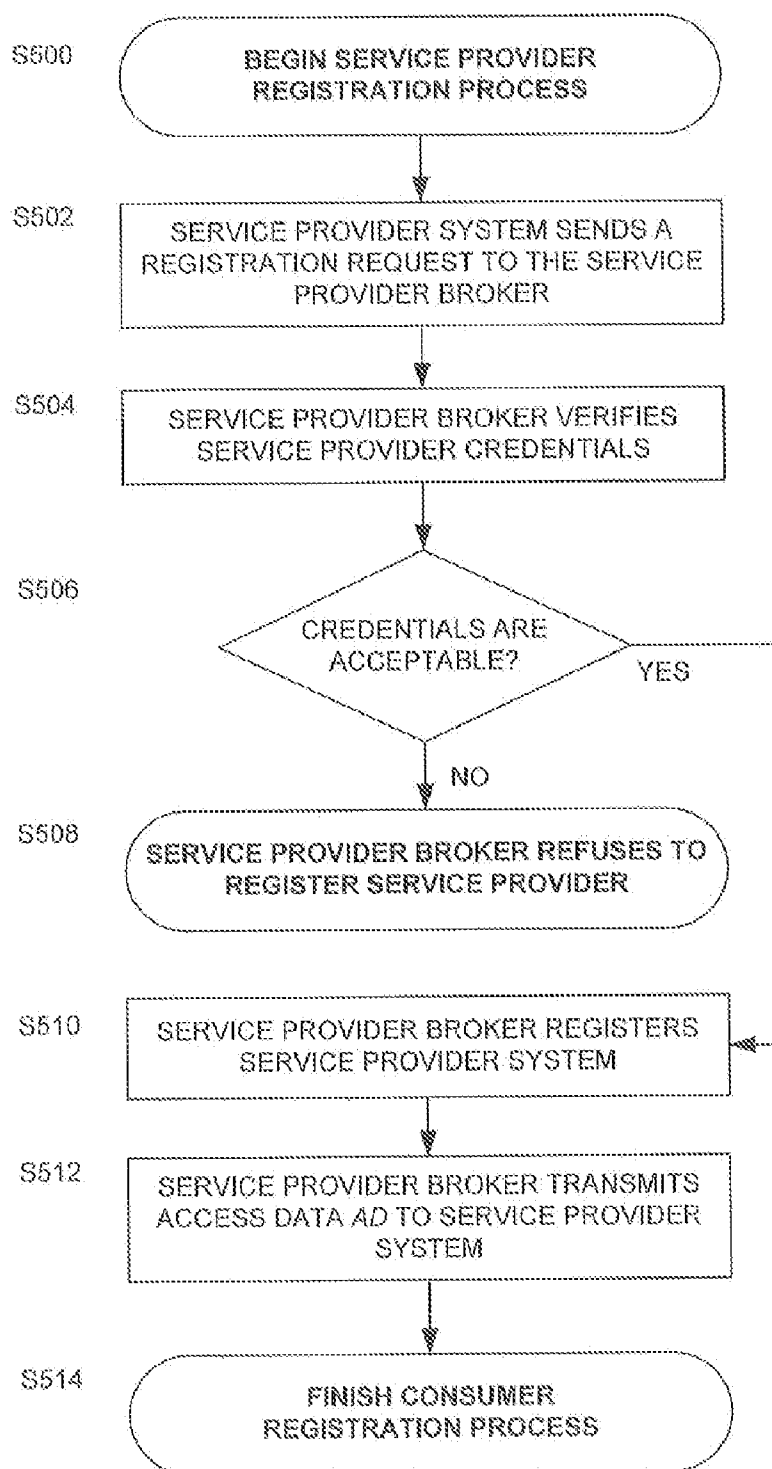 S500
BEGIN SERVICE PROVIDER
REGISTRATION PROCESS
S502
SERVICE PROVIDER SYSTEM SENDS A
REGISTRATION REQUEST TO THE SERVICE
PROVIDER BROKER
S504
SERVICE PROVIDER BROKER VERIFIES
SERVICE PROVIDER CREDENTIALS
S506
CREDENTIALS ARE
ACCEPTABLE?
YES
NO
S508
SERVICE PROVIDER BROKER REFUSES TO
REGISTER SERVICE PROVIDER
S510
SERVICE PROVIDER BROKER REGISTERS
SERVICE PROVIDER SYSTEM
S512
SERVICE PROVIDER BROKER TRANSMITS
ACCESS DATA AD TO SERVICE PROVIDER
SYSTEM
S514
FINISH CONSUMER
REGISTRATION PROCESS